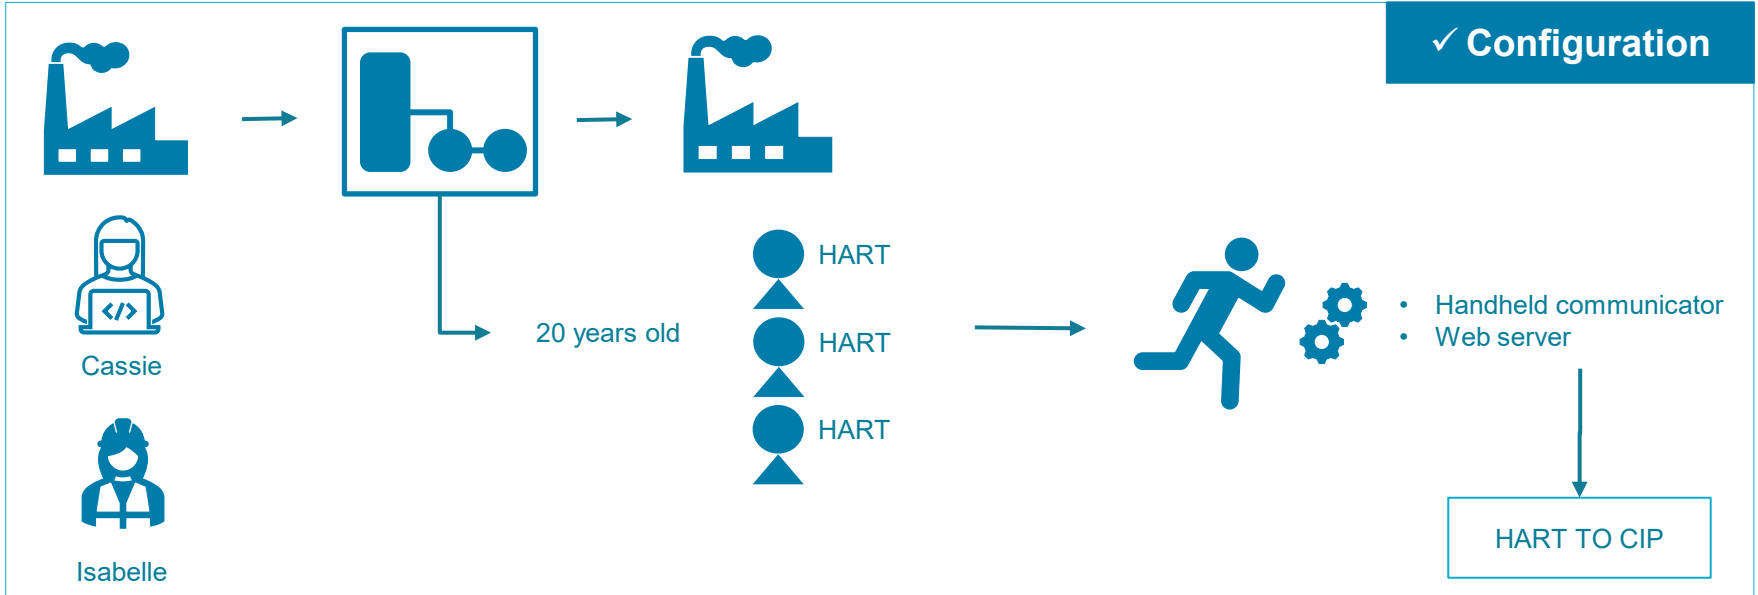 ✓ Configuration
</>
Cassie
Isabelle
20 years old
HART
HART
HART
• Handheld communicator
• Web server
HART TO CIP